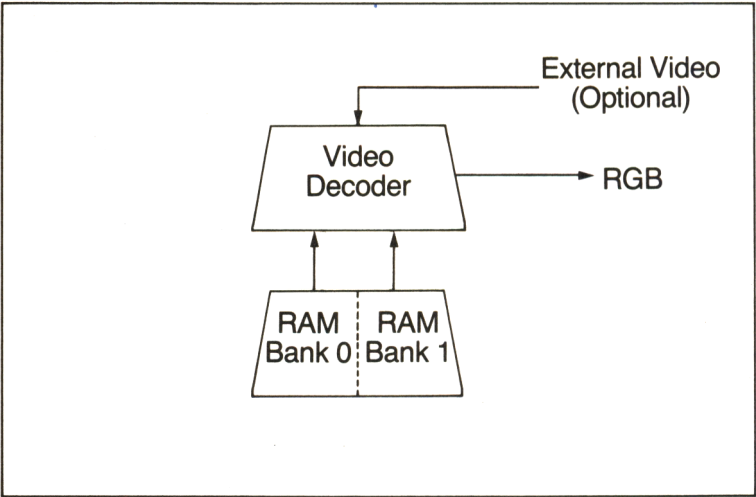 External Video
(Optional)
Video
Decoder
RGB
RAM
Bank 0
RAM
Bank 1